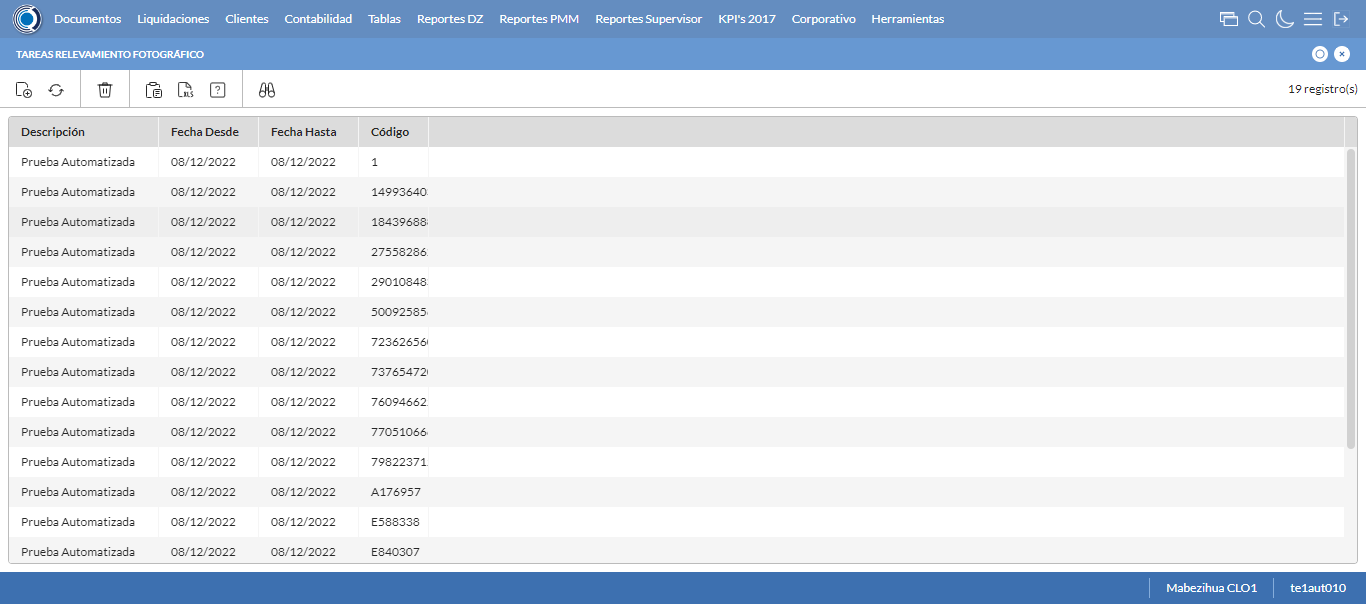 Documentos Liquidaciones Clientes Contabilidad Tablas Reportes DZ Reportes PMM Reportes Supervisor KPI's 2017 Corporativo Herramientas
TAREAS RELEVAMIENTO FOTOGRÁFICO
XLS ? 19 registro(s)
Descripción Fecha Desde Fecha Hasta Código
Prueba Automatizada 08/12/2022 08/12/2022 1
Prueba Automatizada 08/12/2022 08/12/2022 14993640
Prueba Automatizada 08/12/2022 08/12/2022 18439688
Prueba Automatizada 08/12/2022 08/12/2022 27558286
Prueba Automatizada 08/12/2022 08/12/2022 29010848
Prueba Automatizada 08/12/2022 08/12/2022 50092585
Prueba Automatizada 08/12/2022 08/12/2022 72362656
Prueba Automatizada 08/12/2022 08/12/2022 73765472
Prueba Automatizada 08/12/2022 08/12/2022 76094662
Prueba Automatizada 08/12/2022 08/12/2022 77051066
Prueba Automatizada 08/12/2022 08/12/2022 79822371
Prueba Automatizada 08/12/2022 08/12/2022 A176957
Prueba Automatizada 08/12/2022 08/12/2022 E588338
Prueba Automatizada 08/12/2022 08/12/2022 E840307
Mabezihua CLO1 te1aut010